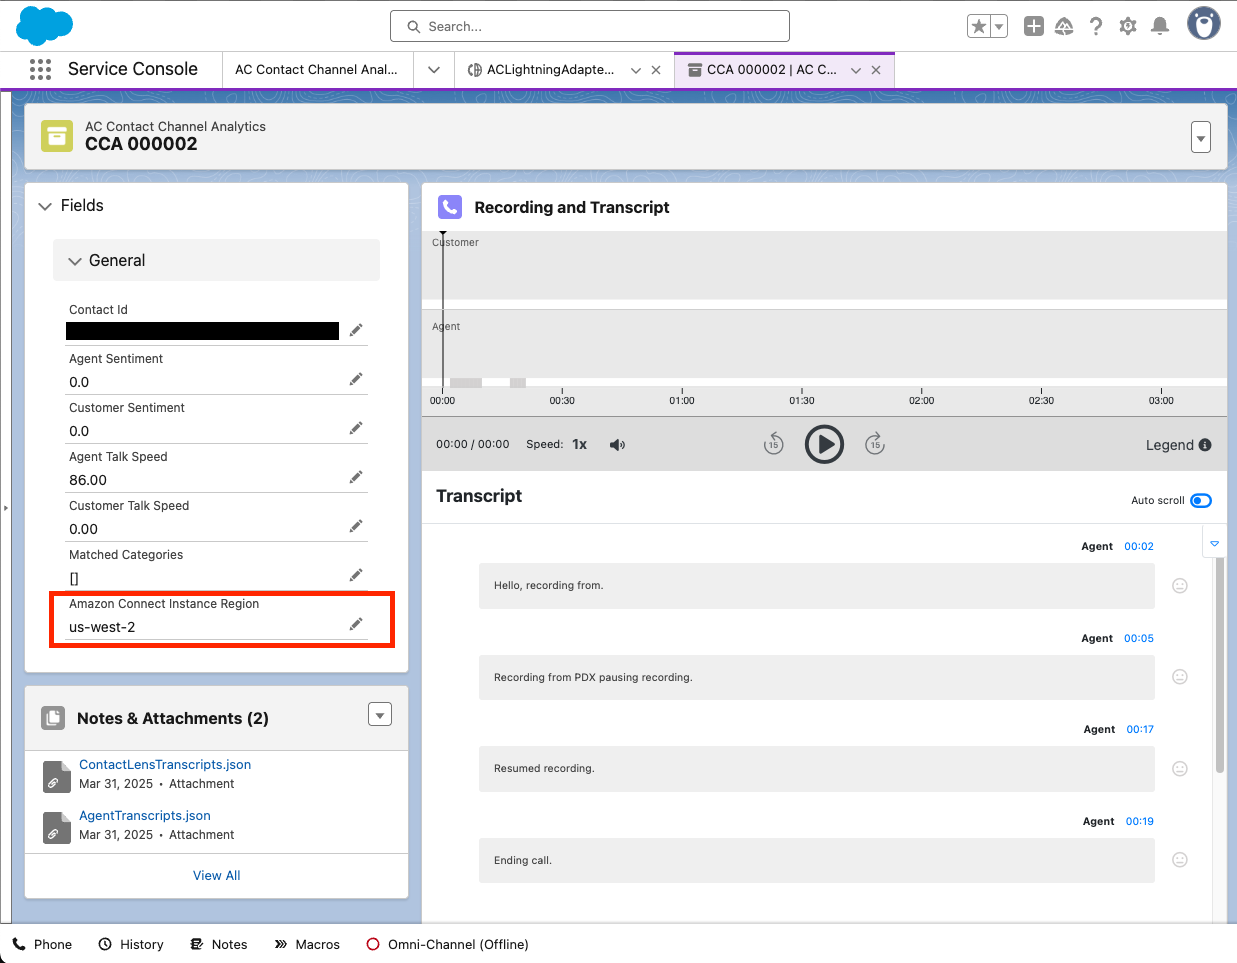 Search...
Service Console
AC Contact Channel Anal...
ACLightningAdapte...
CCA 000002 | AC C...
AC Contact Channel Analytics
CCA 000002
Fields
General
Contact Id
Agent Sentiment
0.0
Customer Sentiment
0.0
Agent Talk Speed
86.00
Customer Talk Speed
0.00
Matched Categories
[]
Amazon Connect Instance Region
us-west-2
Notes & Attachments (2)
ContactLensTranscripts.json
Mar 31, 2025 • Attachment
AgentTranscripts.json
Mar 31, 2025 • Attachment
View All
Recording and Transcript
Customer
Agent
00:00 00:30 01:00 01:30 02:00 02:30 03:00
00:00 / 00:00 Speed: 1x 15 15 Legend
Transcript
Auto scroll
Agent 00:02
Hello, recording from.
Agent 00:05
Recording from PDX pausing recording.
Agent 00:17
Resumed recording.
Agent 00:19
Ending call.
Phone History Notes Macros Omni-Channel (Offline)